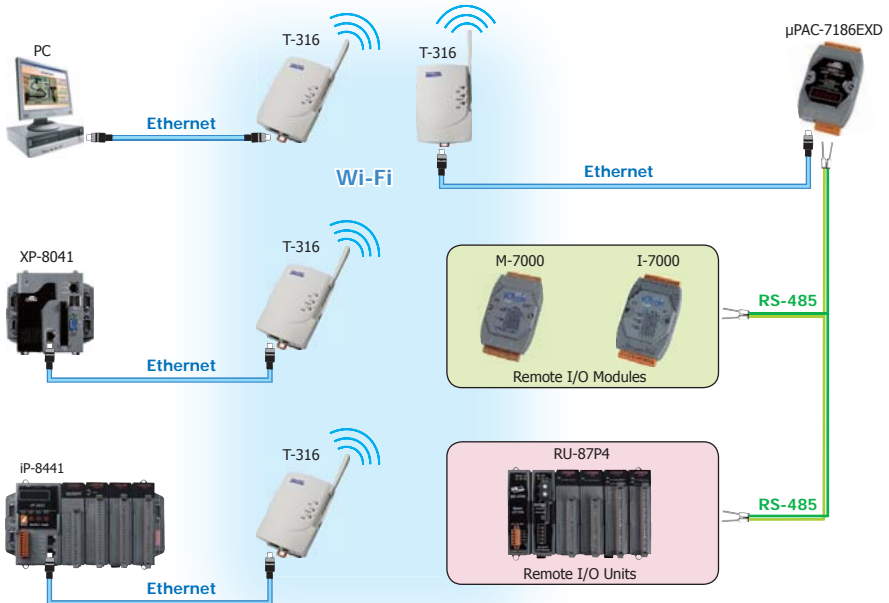 PC
T-316
T-316
µPAC-7186EXD
Ethernet
Wi-Fi
Ethernet
XP-8041
T-316
M-7000
I-7000
RS-485
Remote I/O Modules
Ethernet
iP-8441
T-316
RU-87P4
RS-485
Remote I/O Units
Ethernet